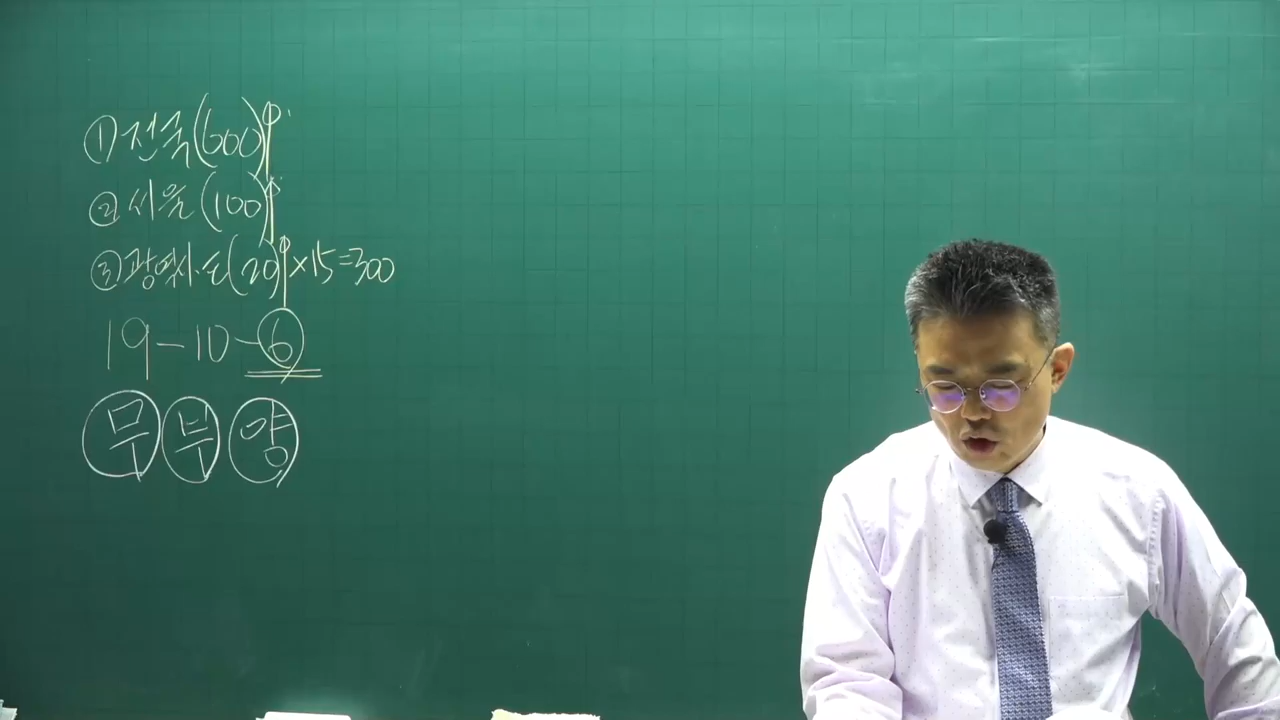 ① 전국(600)
② 서울(100)
③ 광역시·도(20)×15=300
19-10-6
무 부 양